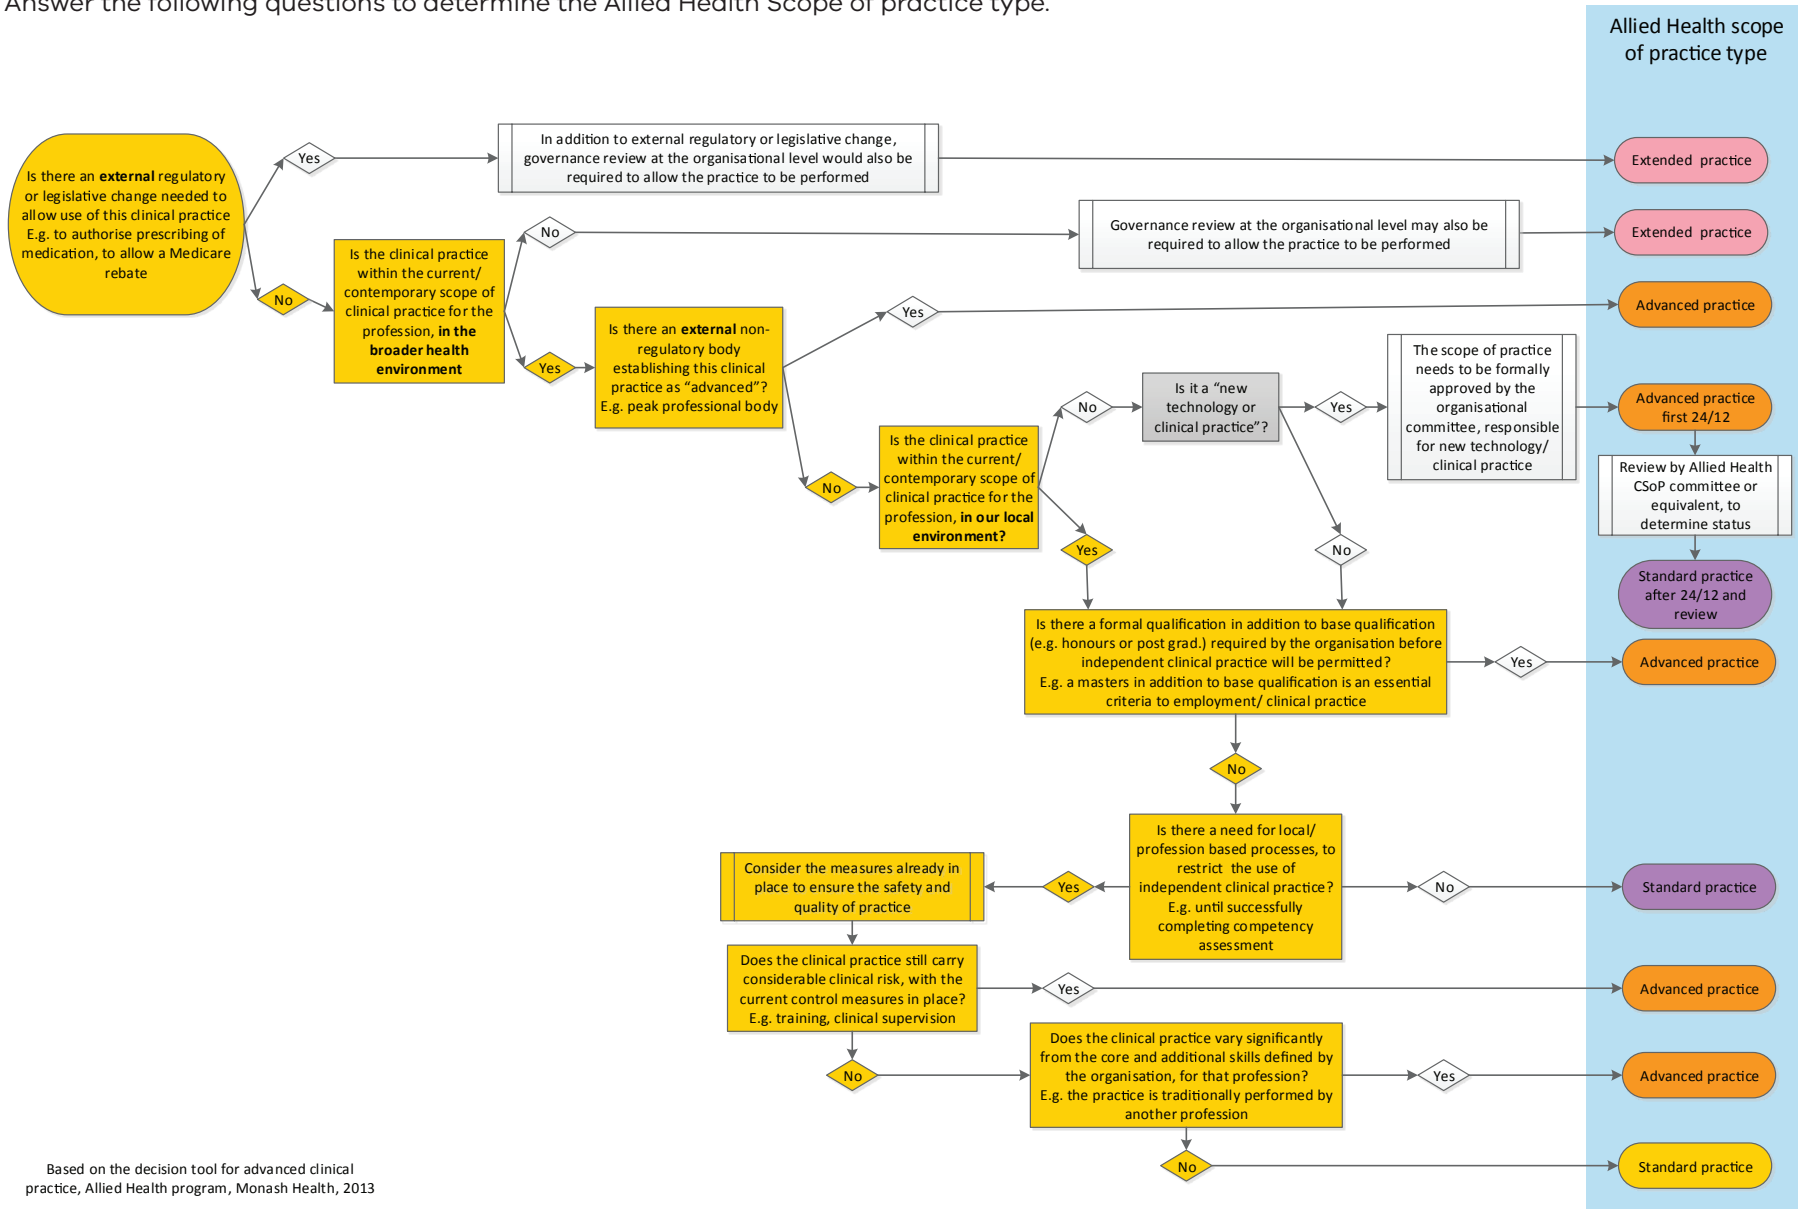 Answer the following questions to determine the Allied Health Scope of practice type.
Allied Health scope
of practice type
Is there an external regulatory
or legislative change needed to
allow use of this clinical practice
E.g. to authorise prescribing of
medication, to allow a Medicare
rebate
Yes
In addition to external regulatory or legislative change,
governance review at the organisational level would also be
required to allow the practice to be performed
Extended practice
No
Is the clinical practice
within the current/
contemporary scope of
clinical practice for the
profession, in the
broader health
environment
No
Governance review at the organisational level may also be
required to allow the practice to be performed
Extended practice
Yes
Is there an external non-
regulatory body
establishing this clinical
practice as “advanced”?
E.g. peak professional body
Yes
Advanced practice
No
Is the clinical practice
within the current/
contemporary scope of
clinical practice for the
profession, in our local
environment?
No
Is it a “new
technology or
clinical practice”?
Yes
The scope of practice
needs to be formally
approved by the
organisational
committee, responsible
for new technology/
clinical practice
Advanced practice
first 24/12
Review by Allied Health
CSoP committee or
equivalent, to
determine status
Standard practice
after 24/12 and
review
Yes
No
Is there a formal qualification in addition to base qualification
(e.g. honours or post grad.) required by the organisation before
independent clinical practice will be permitted?
E.g. a masters in addition to base qualification is an essential
criteria to employment/ clinical practice
Yes
Advanced practice
No
Is there a need for local/
profession based processes, to
restrict the use of
independent clinical practice?
E.g. until successfully
completing competency
assessment
No
Standard practice
Yes
Consider the measures already in
place to ensure the safety and
quality of practice
Does the clinical practice still carry
considerable clinical risk, with the
current control measures in place?
E.g. training, clinical supervision
Yes
Advanced practice
No
Does the clinical practice vary significantly
from the core and additional skills defined by
the organisation, for that profession?
E.g. the practice is traditionally performed by
another profession
Yes
Advanced practice
No
Standard practice
Based on the decision tool for advanced clinical
practice, Allied Health program, Monash Health, 2013